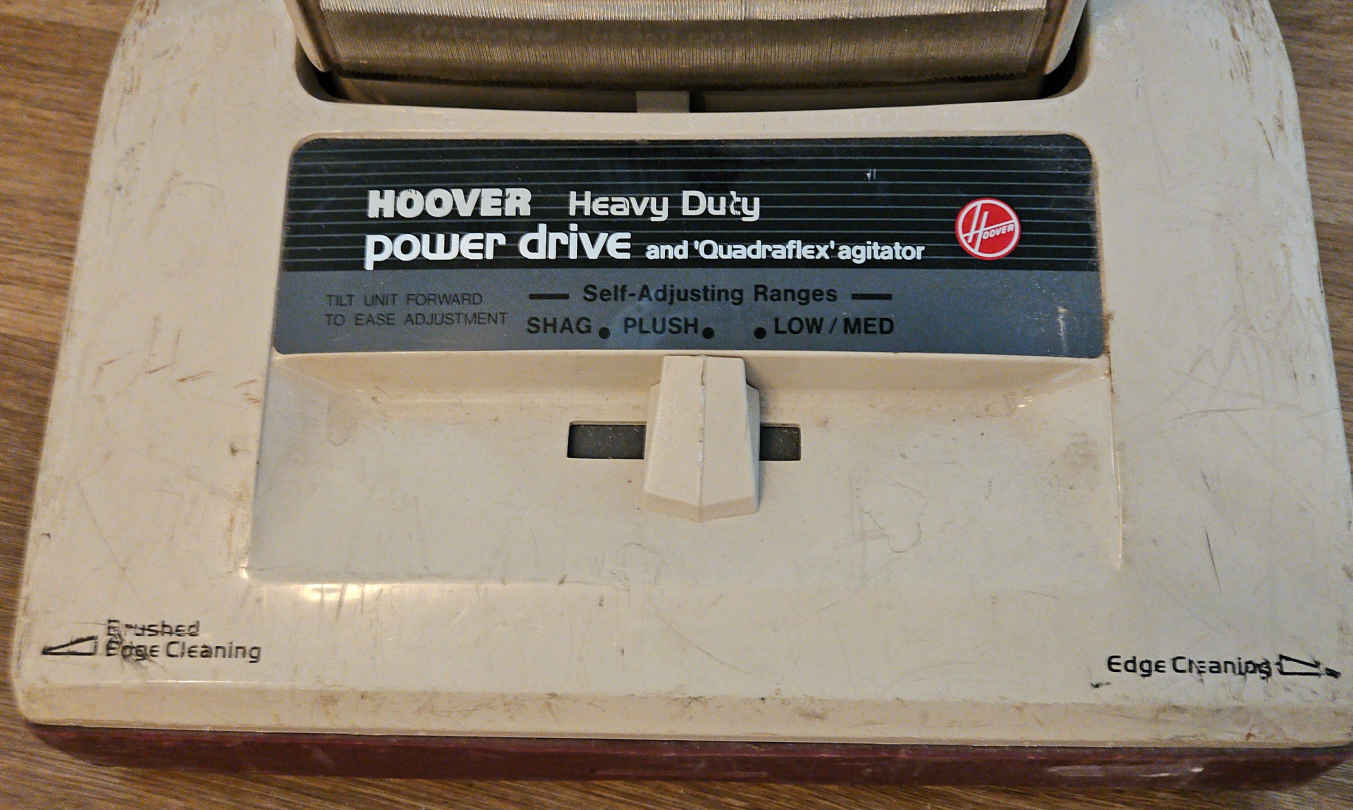 HOOVER Heavy Duty
power drive and 'Quadraflex' agitator
HOOVER
TILT UNIT FORWARD
TO EASE ADJUSTMENT
Self-Adjusting Ranges
SHAG PLUSH LOW / MED
Brushed
Edge Cleaning
Edge Cleaning